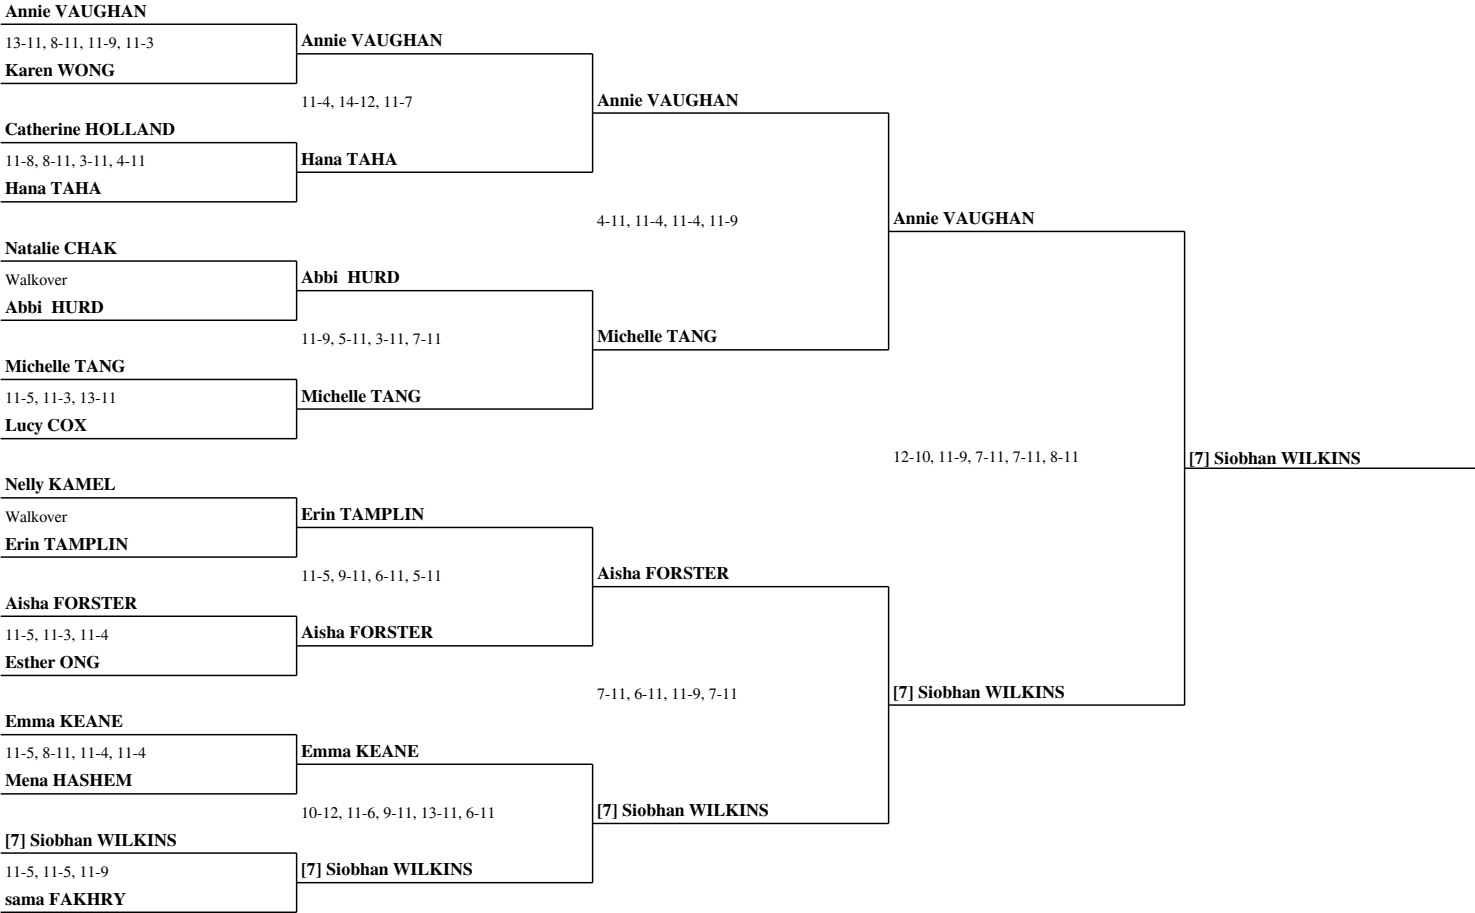 Annie VAUGHAN
13-11, 8-11, 11-9, 11-3
Karen WONG
Catherine HOLLAND
11-8, 8-11, 3-11, 4-11
Hana TAHA
Natalie CHAK
Walkover
Abbi  HURD
Michelle TANG
11-5, 11-3, 13-11
Lucy COX
Nelly KAMEL
Walkover
Erin TAMPLIN
Aisha FORSTER
11-5, 11-3, 11-4
Esther ONG
Emma KEANE
11-5, 8-11, 11-4, 11-4
Mena HASHEM
[7] Siobhan WILKINS
11-5, 11-5, 11-9
sama FAKHRY
Annie VAUGHAN
11-4, 14-12, 11-7
Hana TAHA
Abbi  HURD
11-9, 5-11, 3-11, 7-11
Michelle TANG
Erin TAMPLIN
11-5, 9-11, 6-11, 5-11
Aisha FORSTER
Emma KEANE
10-12, 11-6, 9-11, 13-11, 6-11
[7] Siobhan WILKINS
Annie VAUGHAN
4-11, 11-4, 11-4, 11-9
Michelle TANG
Aisha FORSTER
7-11, 6-11, 11-9, 7-11
[7] Siobhan WILKINS
Annie VAUGHAN
12-10, 11-9, 7-11, 7-11, 8-11
[7] Siobhan WILKINS
[7] Siobhan WILKINS